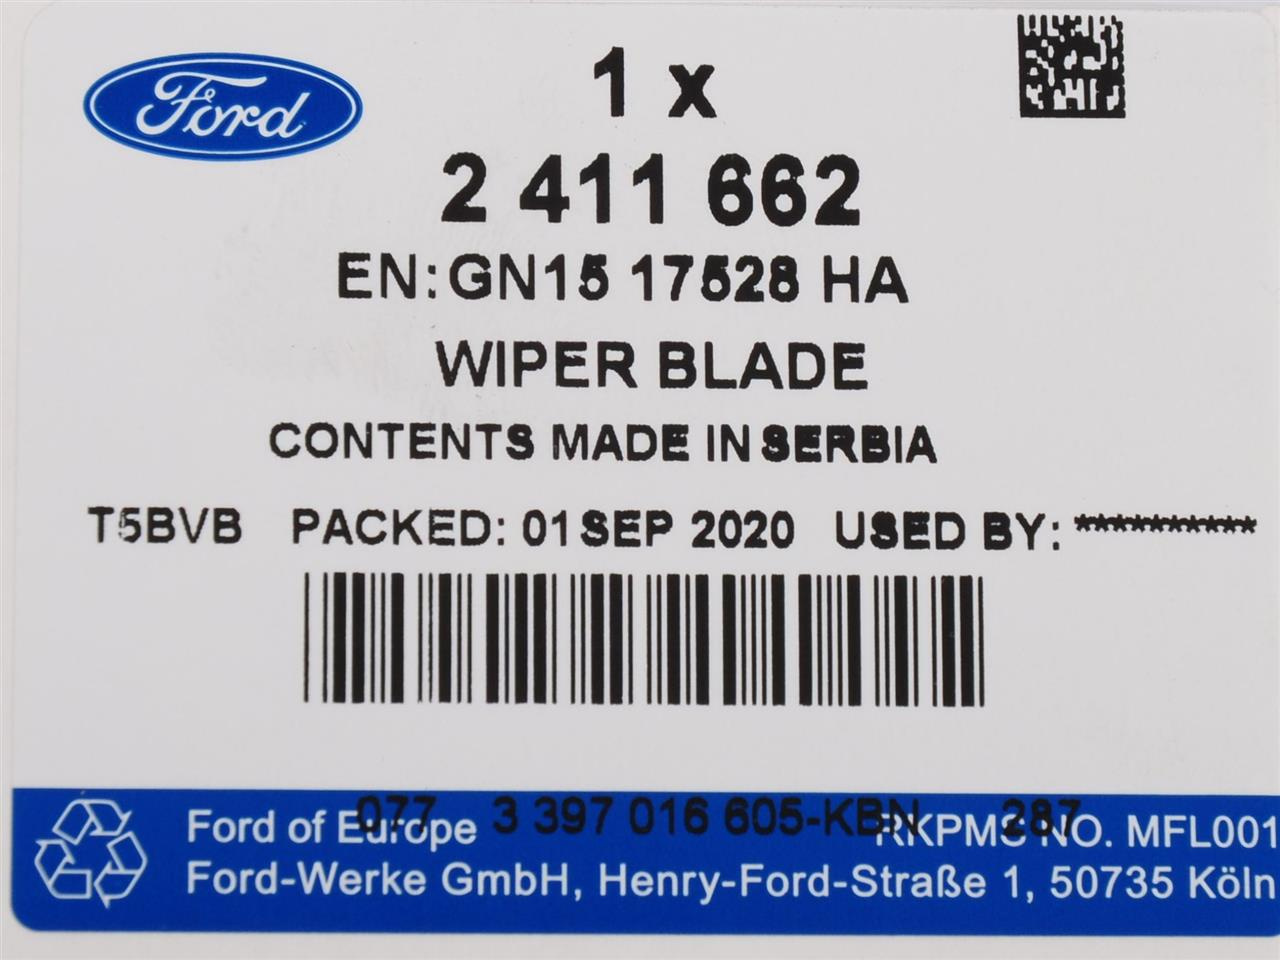 Ford
1 x
2 411 662
EN:GN15 17528 HA
WIPER BLADE
CONTENTS MADE IN SERBIA
T5BVB PACKED: 01 SEP 2020 USED BY: **********
077 3 397 016 605-KBN 287
Ford of Europe RKPMS NO. MFL001
Ford-Werke GmbH, Henry-Ford-Straße 1, 50735 Köln